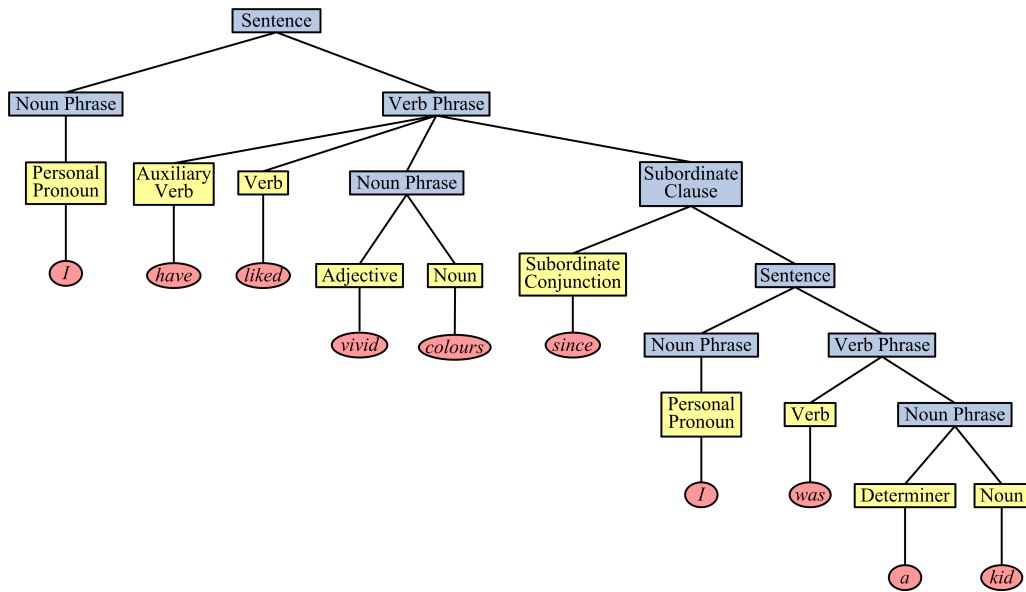 Sentence
Noun Phrase
Verb Phrase
Personal
Pronoun
Auxiliary
Verb
Verb
Noun Phrase
Subordinate
Clause
I
have
liked
Adjective
Noun
Subordinate
Conjunction
Sentence
vivid
colours
since
Noun Phrase
Verb Phrase
Personal
Pronoun
Verb
Noun Phrase
I
was
Determiner
Noun
a
kid